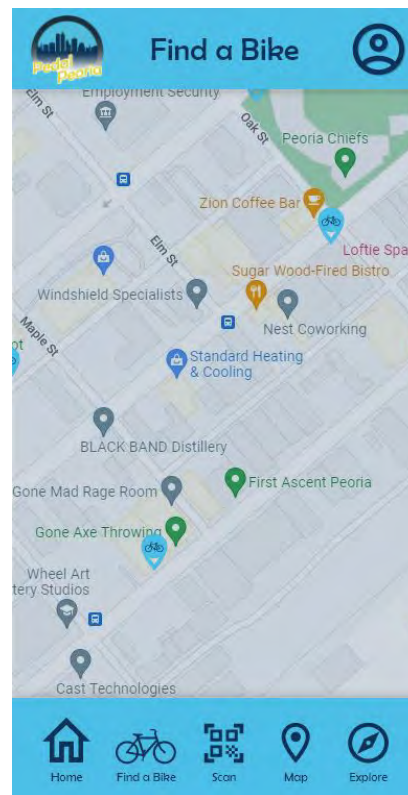 Pedal
Peoria
Find a Bike
Employment Security
Elm St
Oak St
Peoria Chiefs
Zion Coffee Bar
Loftie Spa
Elm St
Sugar Wood-Fired Bistro
Windshield Specialists
Nest Coworking
Maple St
ot
Standard Heating
& Cooling
BLACK BAND Distillery
Gone Mad Rage Room
First Ascent Peoria
Gone Axe Throwing
Wheel Art
tery Studios
Cast Technologies
Home
Find a Bike
Scan
Map
Explore